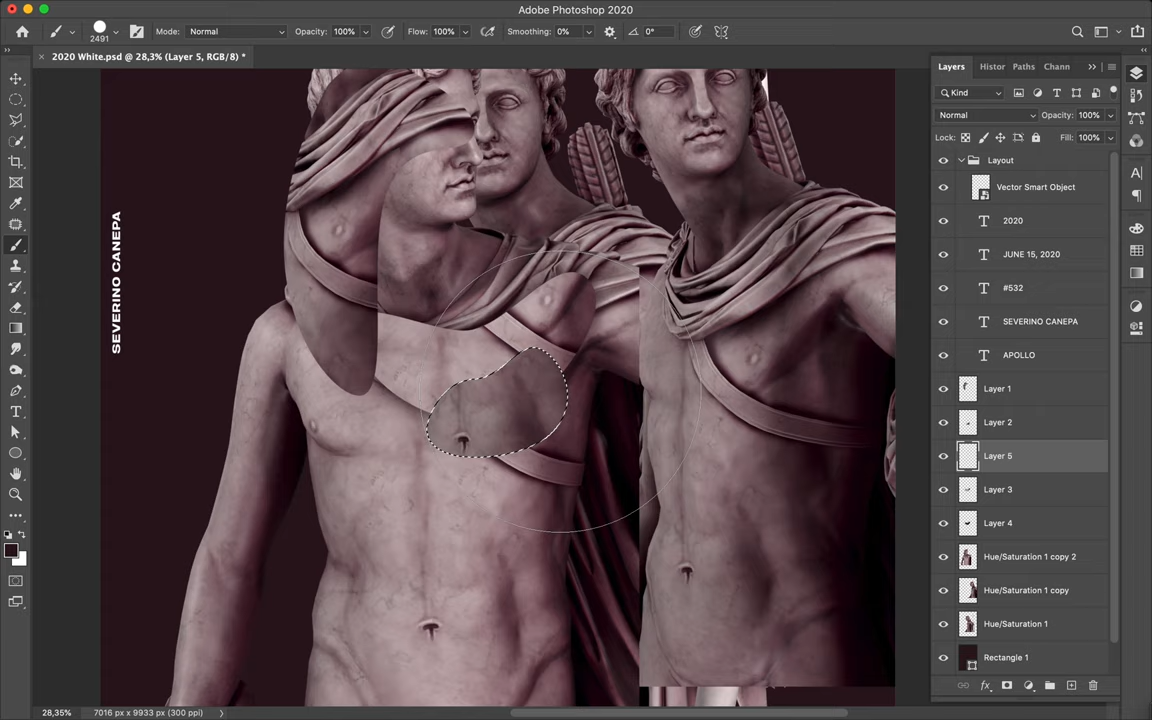 Adobe Photoshop 2020
2491
Mode: Normal
Opacity: 100%
Flow: 100%
Smoothing: 0%
0°
2020 White.psd @ 28,3% (Layer 5, RGB/8) *
Layers
Histor
Paths
Chann
Kind
Normal
Opacity: 100%
Lock:
Fill: 100%
Layout
Vector Smart Object
2020
JUNE 15, 2020
#532
SEVERINO CANEPA
APOLLO
Layer 1
Layer 2
Layer 5
Layer 3
Layer 4
Hue/Saturation 1 copy 2
Hue/Saturation 1 copy
Hue/Saturation 1
Rectangle 1
SEVERINO CANEPA
28,35%
7016 px x 9933 px (300 ppi)